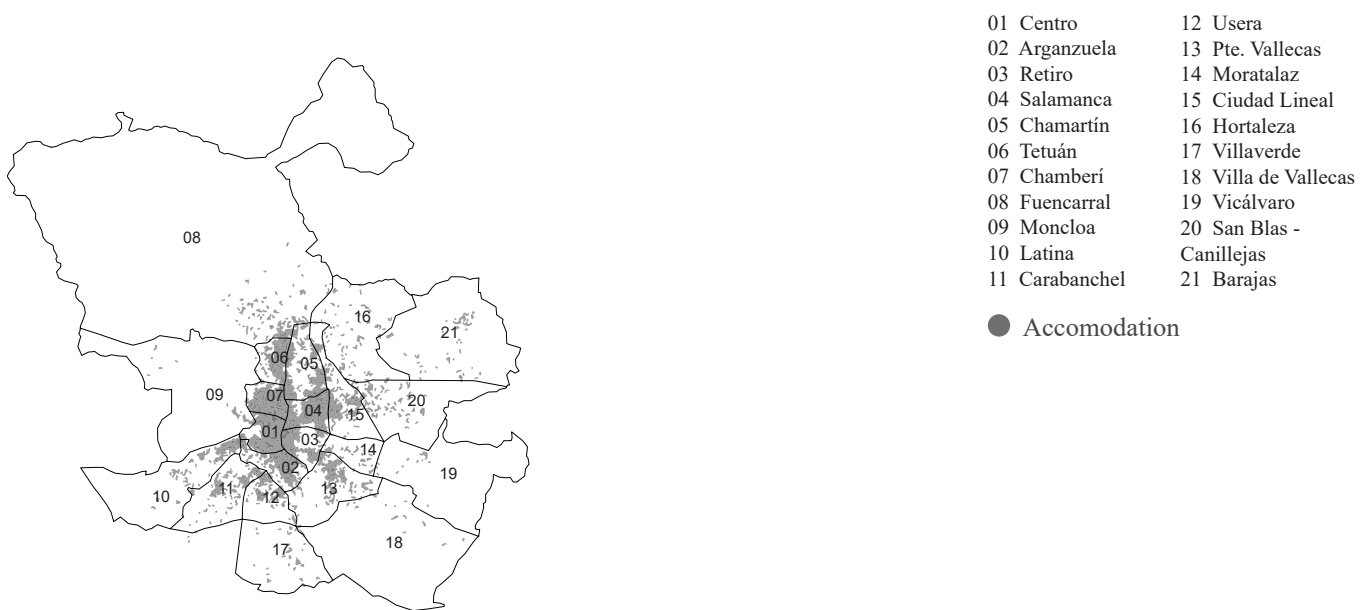 01 Centro
02 Arganzuela
03 Retiro
04 Salamanca
05 Chamartín
06 Tetuán
07 Chamberí
08 Fuencarral
09 Moncloa
10 Latina
11 Carabanchel
12 Usera
13 Pte. Vallecas
14 Moratalaz
15 Ciudad Lineal
16 Hortaleza
17 Villaverde
18 Villa de Vallecas
19 Vicálvaro
20 San Blas -
Canillejas
21 Barajas
Accomodation
08
16
21
06
05
09
07
04
15
20
01
03
14
02
19
10
11
12
13
17
18